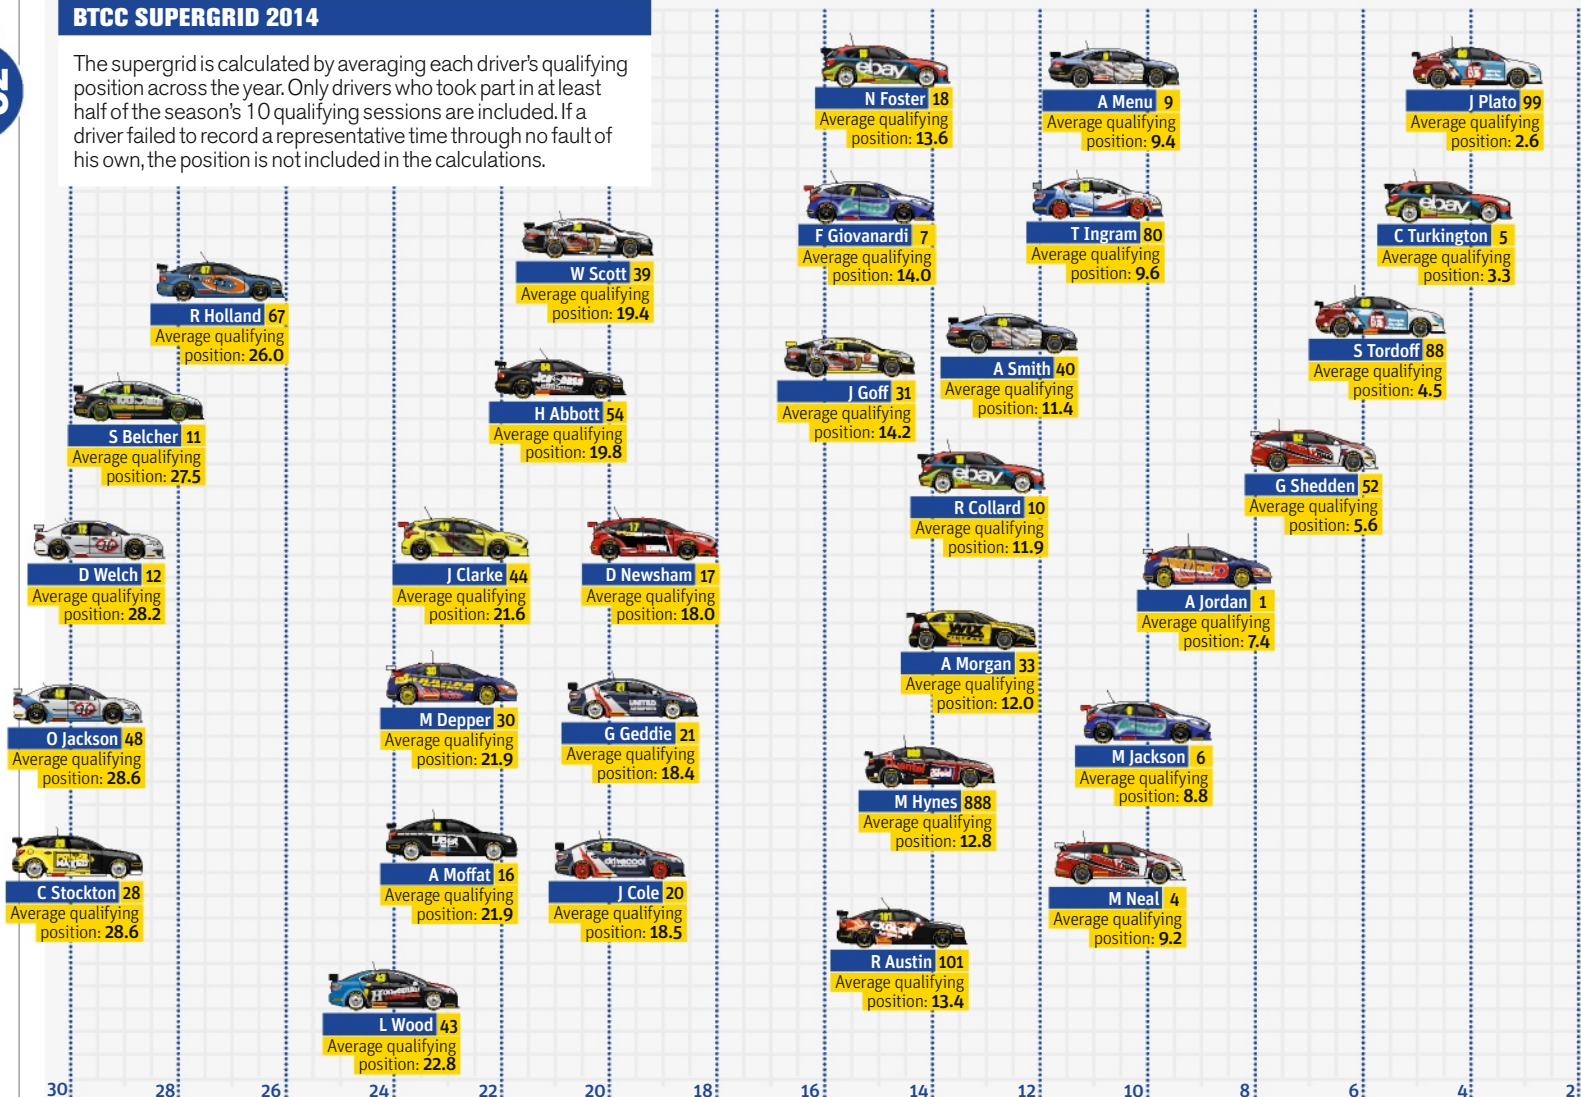 BTCC SUPERGRID 2014
The supergrid is calculated by averaging each driver's qualifying
position across the year. Only drivers who took part in at least
half of the season's 10 qualifying sessions are included. If a
driver failed to record a representative time through no fault of
his own, the position is not included in the calculations.
N Foster 18
Average qualifying
position: 13.6
A Menu 9
Average qualifying
position: 9.4
J Plato 99
Average qualifying
position: 2.6
F Giovanardi 7
Average qualifying
position: 14.0
T Ingram 80
Average qualifying
position: 9.6
C Turkington 5
Average qualifying
position: 3.3
W Scott 39
Average qualifying
position: 19.4
R Holland 67
Average qualifying
position: 26.0
S Tordoff 88
Average qualifying
position: 4.5
A Smith 40
Average qualifying
position: 11.4
J Goff 31
Average qualifying
position: 14.2
H Abbott 54
Average qualifying
position: 19.8
S Belcher 11
Average qualifying
position: 27.5
G Shedden 52
Average qualifying
position: 5.6
R Collard 10
Average qualifying
position: 11.9
D Welch 12
Average qualifying
position: 28.2
J Clarke 44
Average qualifying
position: 21.6
D Newsham 17
Average qualifying
position: 18.0
A Jordan 1
Average qualifying
position: 7.4
A Morgan 33
Average qualifying
position: 12.0
M Depper 30
Average qualifying
position: 21.9
G Geddie 21
Average qualifying
position: 18.4
O Jackson 48
Average qualifying
position: 28.6
M Jackson 6
Average qualifying
position: 8.8
M Hynes 888
Average qualifying
position: 12.8
A Moffat 16
Average qualifying
position: 21.9
C Stockton 28
Average qualifying
position: 28.6
J Cole 20
Average qualifying
position: 18.5
M Neal 4
Average qualifying
position: 9.2
R Austin 101
Average qualifying
position: 13.4
L Wood 43
Average qualifying
position: 22.8
ebay
ebay
ebay
WIX
drivecool
30 28 26 24 22 20 18 16 14 12 10 8 6 4 2